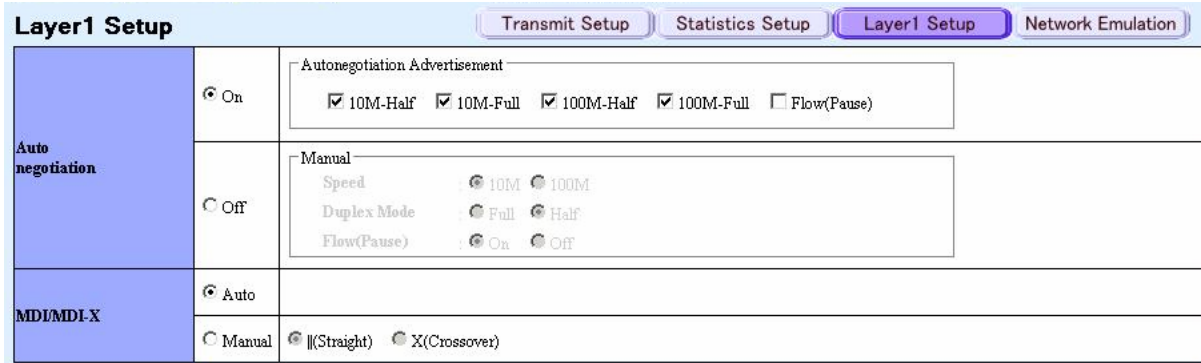 Layer1 Setup
Transmit Setup
Statistics Setup
Layer1 Setup
Network Emulation
Auto
negotiation
On
Autonegotiation Advertisement
10M-Half 10M-Full 100M-Half 100M-Full Flow(Pause)
Off
Manual
Speed : 10M 100M
Duplex Mode : Full Half
Flow(Pause) : On Off
MDI/MDI-X
Auto
Manual ||(Straight) X(Crossover)